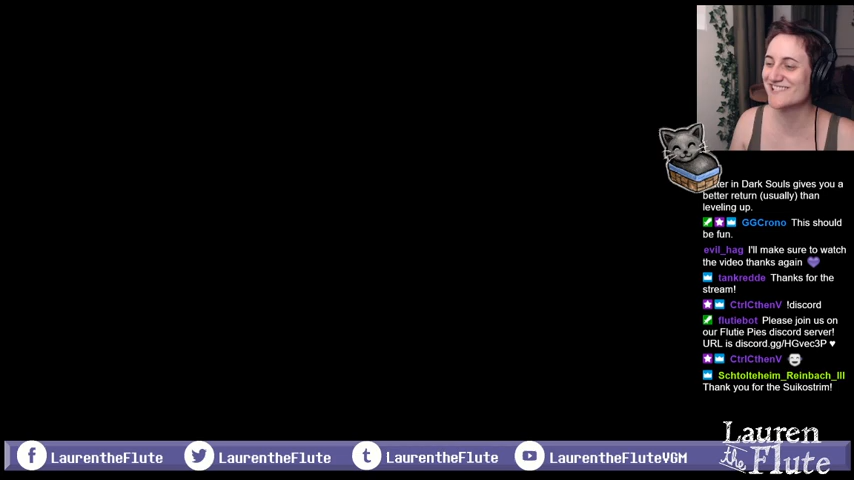 in Dark Souls gives you a
better return (usually) than
leveling up.
GGCrono This should
be fun.
evil_hag I'll make sure to watch
the video thanks again
tankredde Thanks for the
stream!
CtrlCthenV !discord
flutiebot Please join us on
our Flutie Pies discord server!
URL is discord.gg/HGvec3P ♥
CtrlCthenV
Schtolteheim_Reinbach_III
Thank you for the Suikostrim!
Lauren
the Flute
f LaurentheFlute
LaurentheFlute
t LaurentheFlute
LaurentheFluteVGM